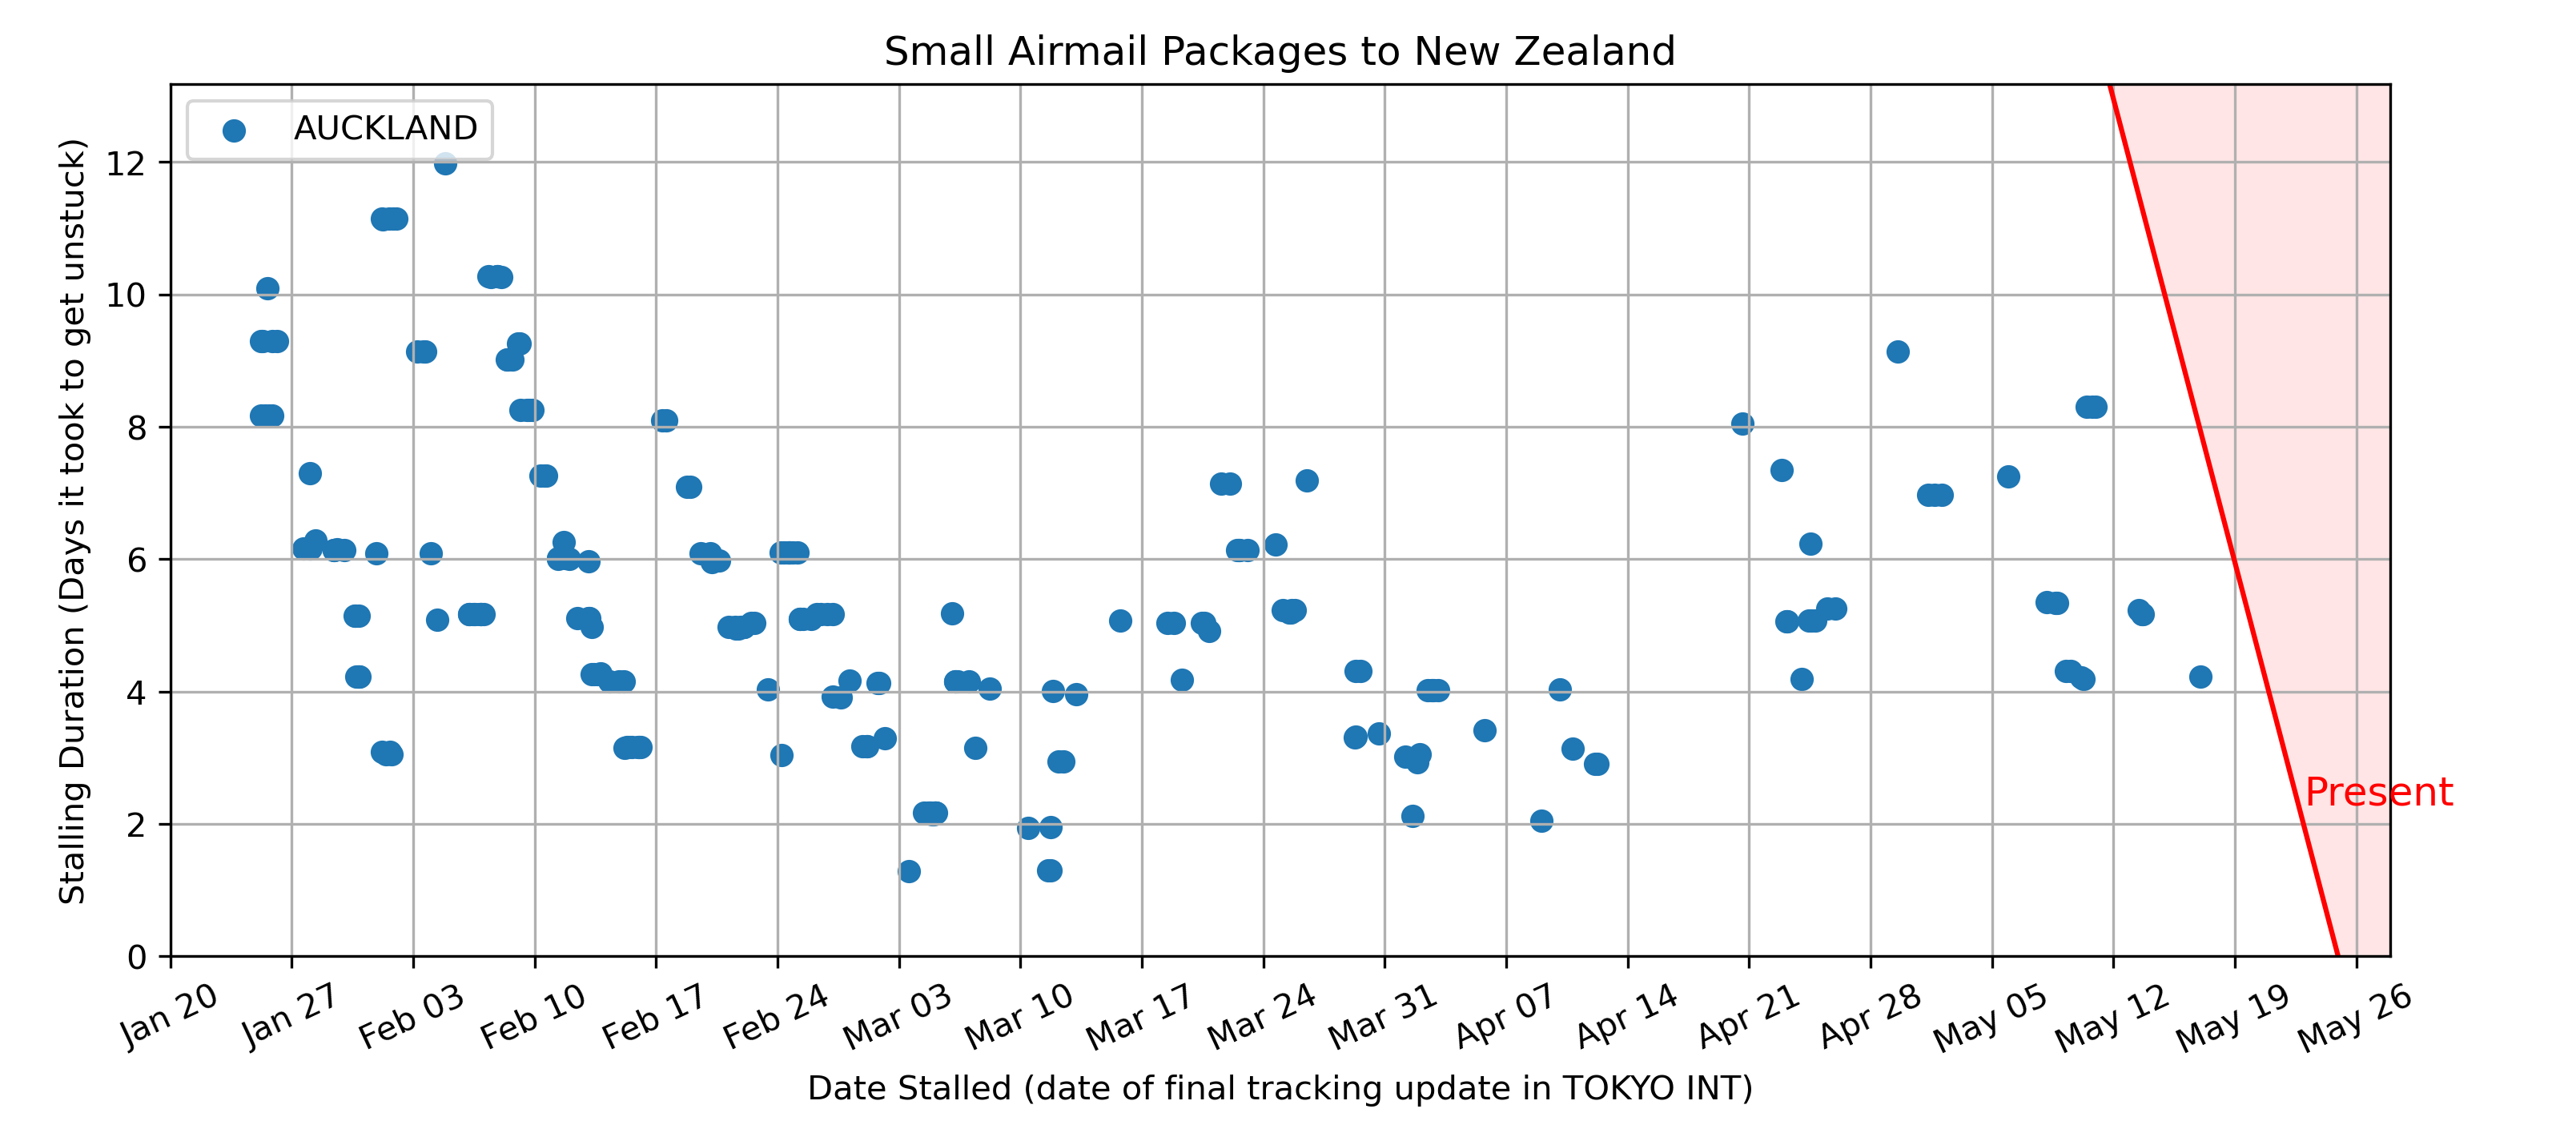 Small Airmail Packages to New Zealand
AUCKLAND
Stalling Duration (Days it took to get unstuck)
12
10
8
6
4
2
0
Present
Jan 20
Jan 27
Feb 03
Feb 10
Feb 17
Feb 24
Mar 03
Mar 10
Mar 17
Mar 24
Mar 31
Apr 07
Apr 14
Apr 21
Apr 28
May 05
May 12
May 19
May 26
Date Stalled (date of final tracking update in TOKYO INT)